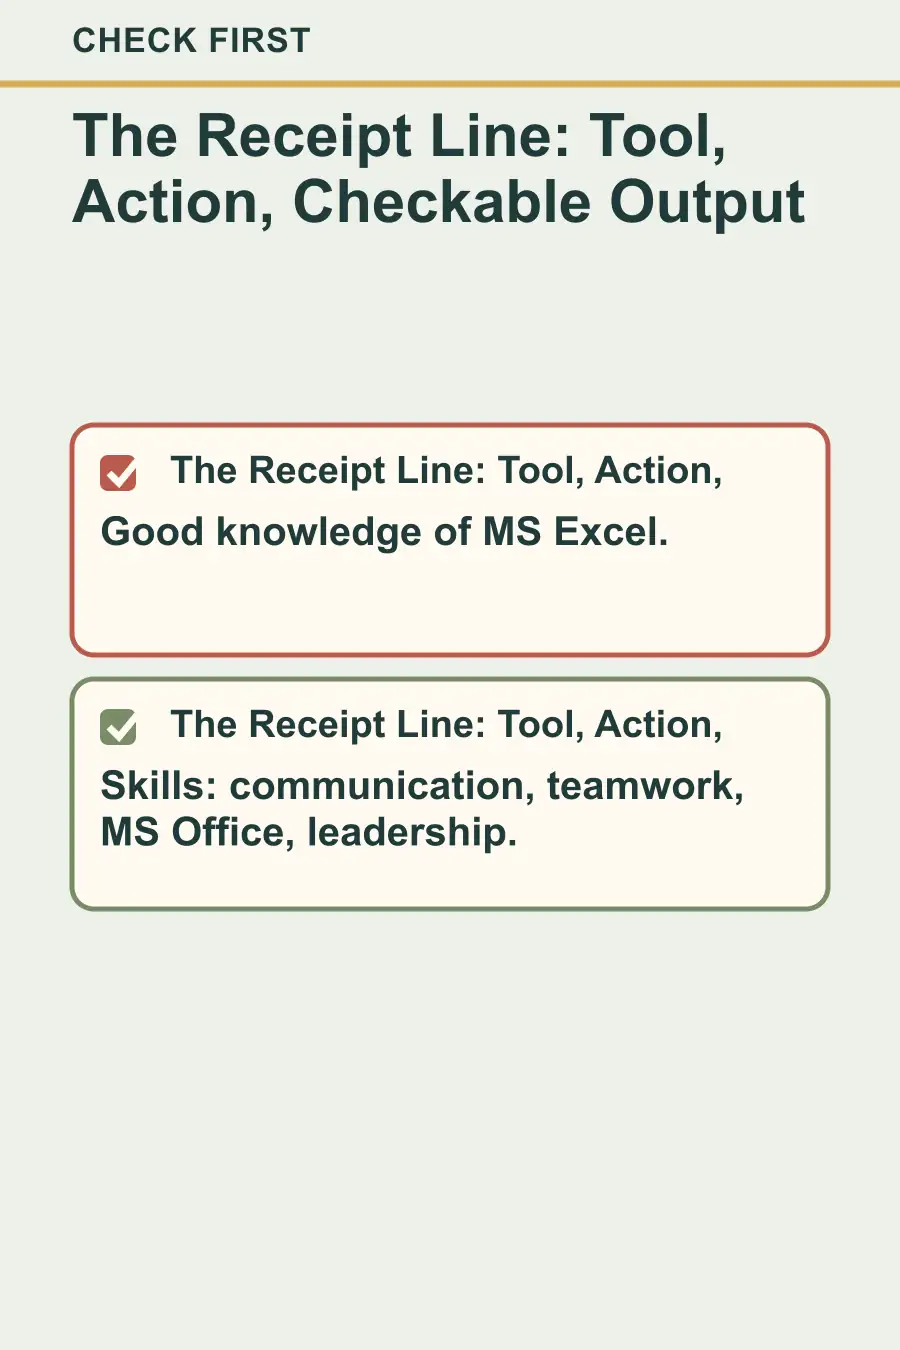 CHECK FIRST
The Receipt Line: Tool,
Action, Checkable Output
The Receipt Line: Tool, Action,
Good knowledge of MS Excel.
The Receipt Line: Tool, Action,
Skills: communication, teamwork,
MS Office, leadership.